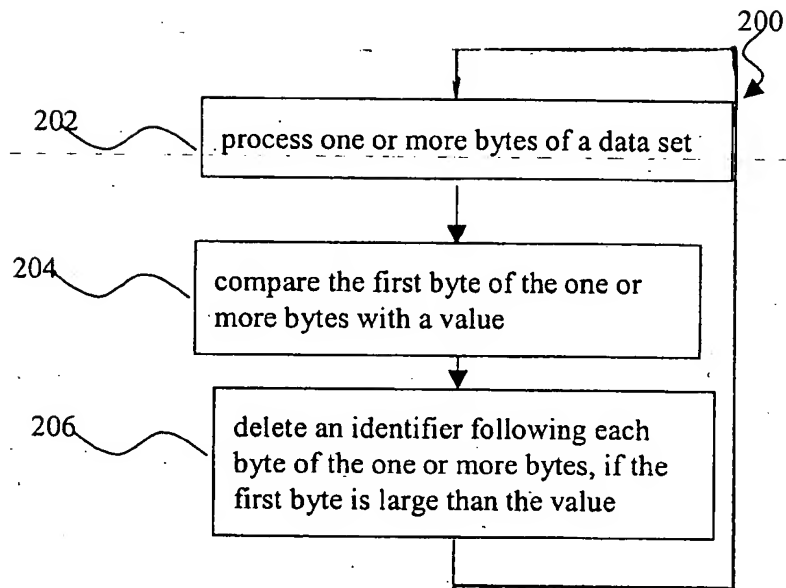 200
202
process one or more bytes of a data set
204
compare the first byte of the one or
more bytes with a value
206
delete an identifier following each
byte of the one or more bytes, if the
first byte is large than the value